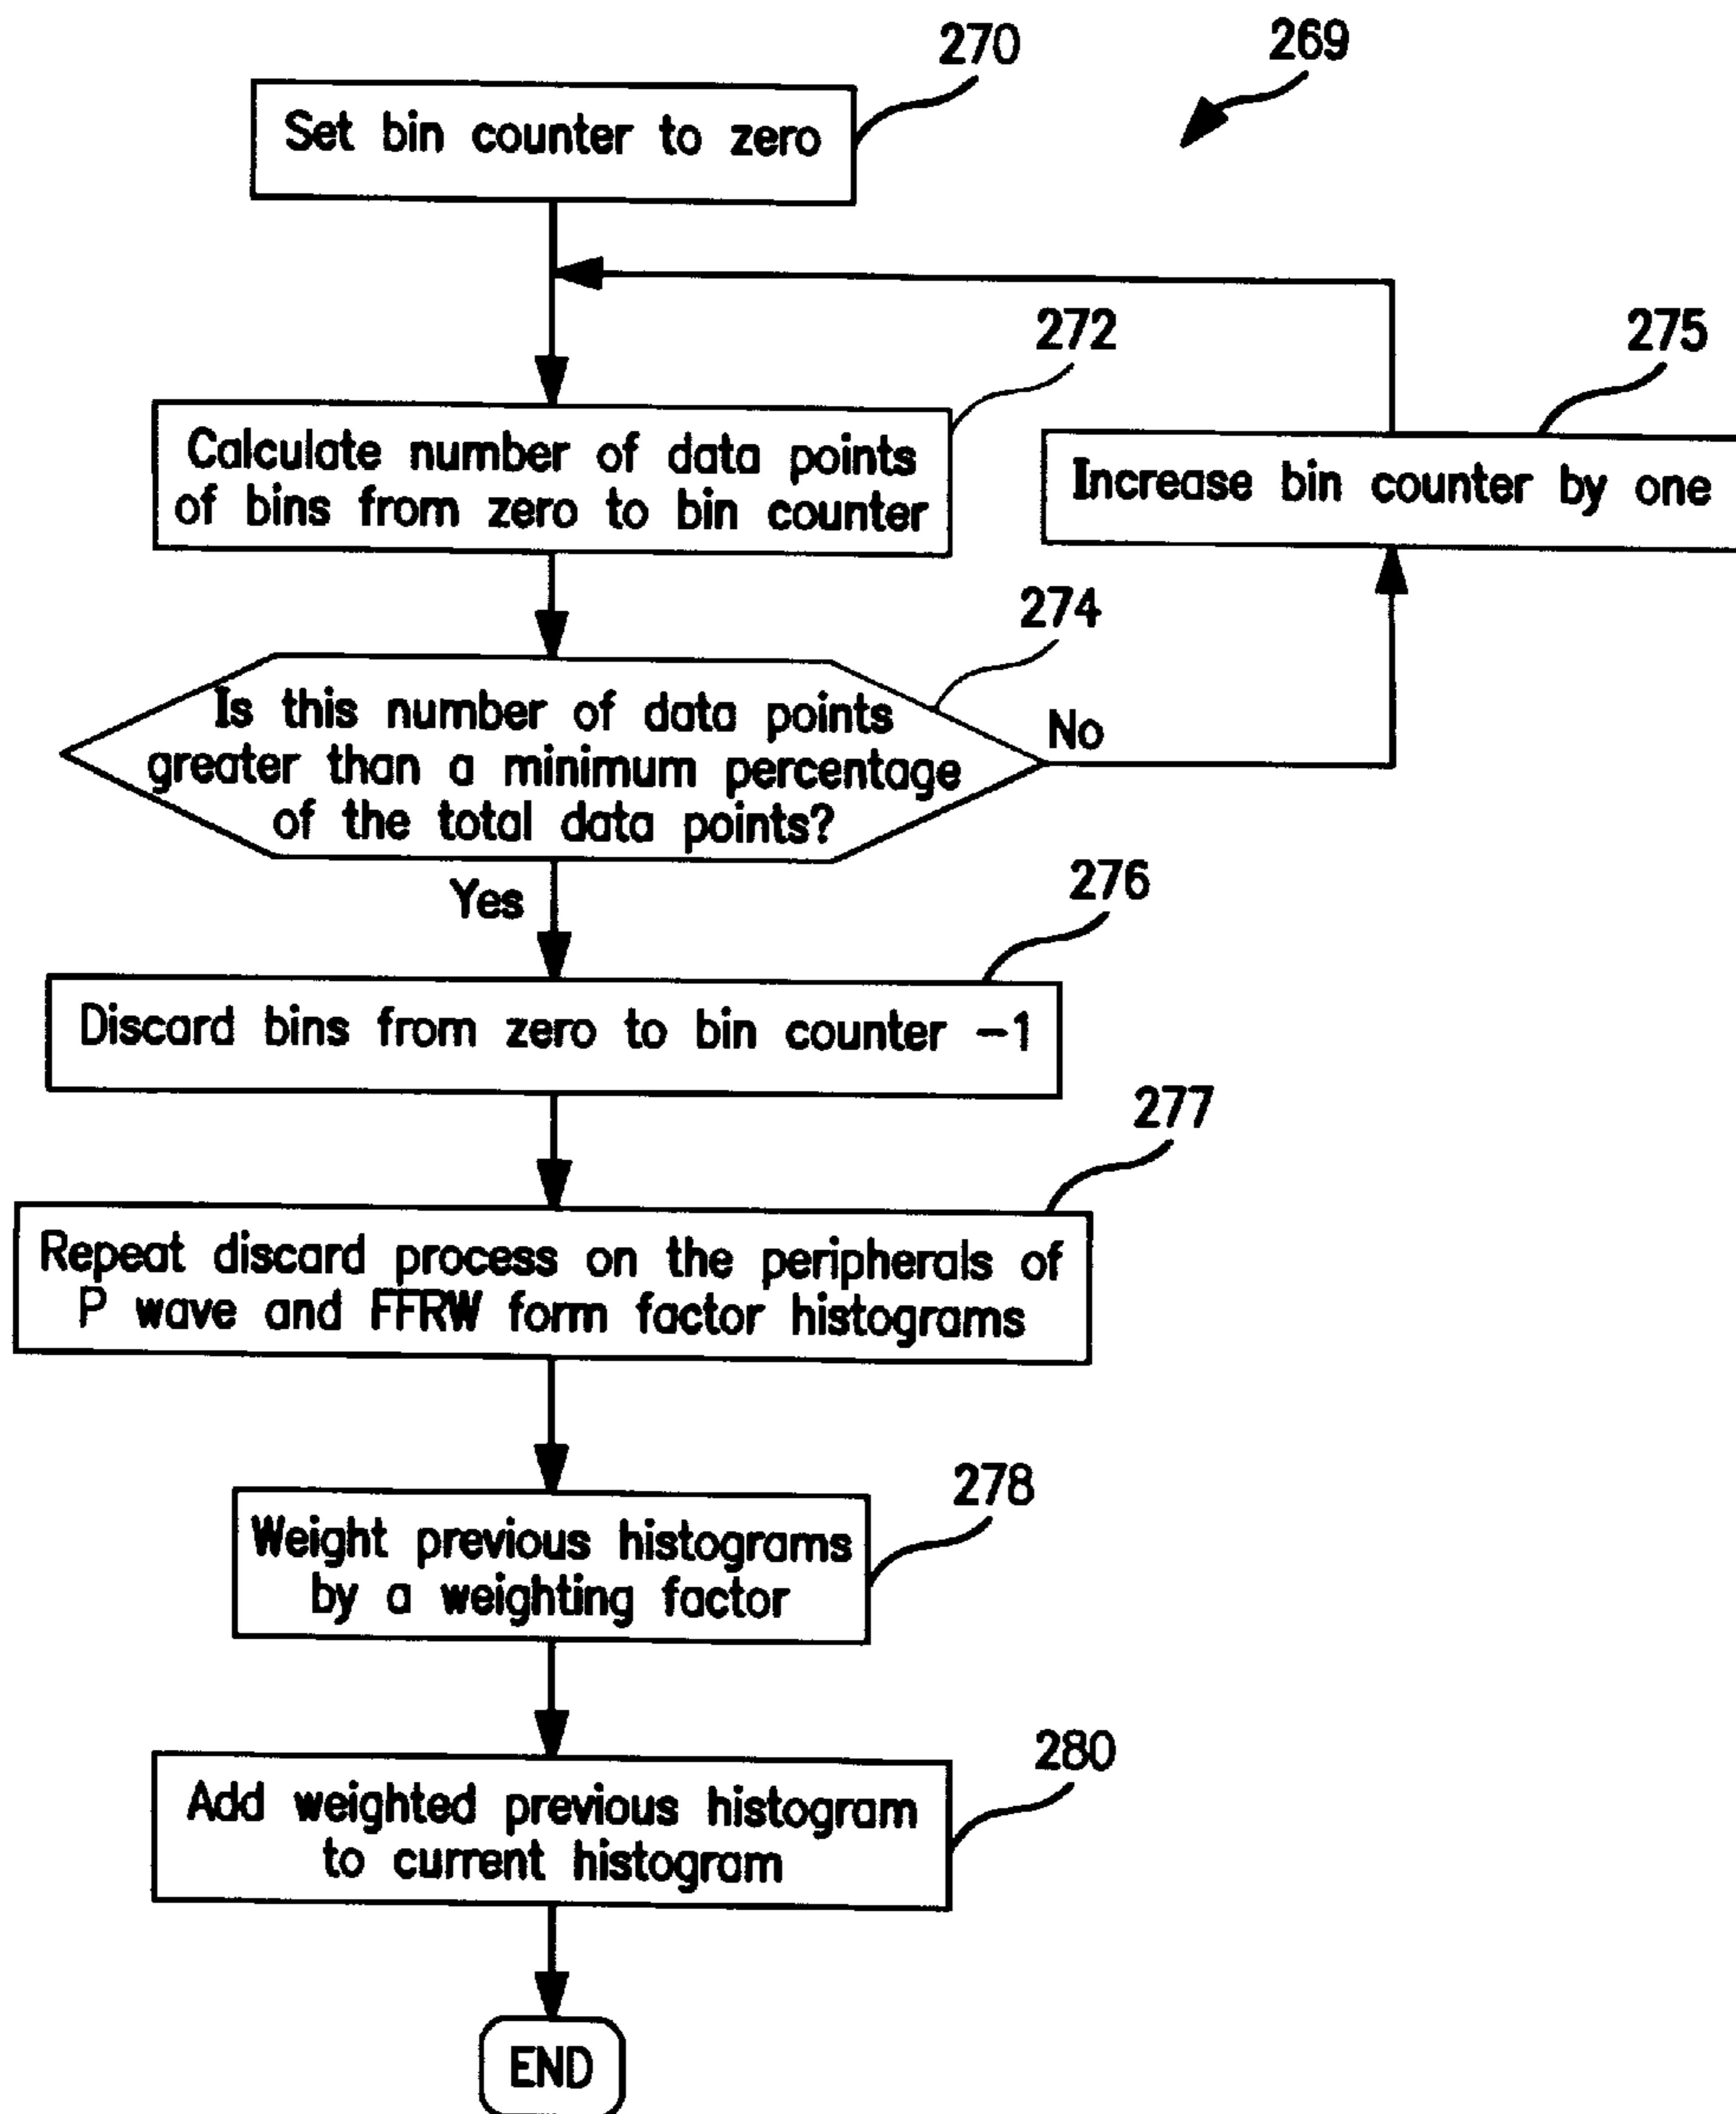 270
269
Set bin counter to zero
272
275
Calculate number of data points
of bins from zero to bin counter
Increase bin counter by one
274
Is this number of data points
greater than a minimum percentage
of the total data points?
No
Yes
276
Discard bins from zero to bin counter -1
277
Repeat discard process on the peripherals of
P wave and FFRW form factor histograms
278
Weight previous histograms
by a weighting factor
280
Add weighted previous histogram
to current histogram
END